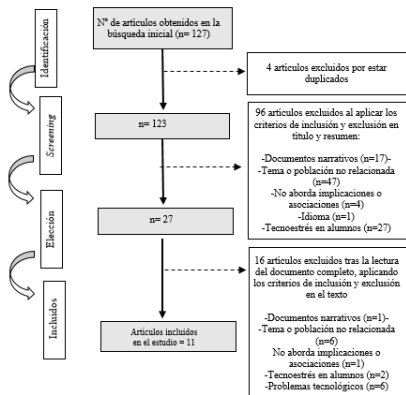 Identificación
Screening
Elección
Incluidos
Nº de artículos obtenidos en la
búsqueda inicial (n= 127)
4 artículos excluidos por estar
duplicados
n= 123
96 artículos excluidos al aplicar los
criterios de inclusión y exclusión en
título y resumen:
-Documentos narrativos (n=17)-
-Tema o población no relacionada
(n=47)
-No aborda implicaciones o
asociaciones (n=4)
-Idioma (n=1)
-Tecnoestrés en alumnos (n=27)
n= 27
16 artículos excluidos tras la lectura
del documento completo, aplicando
los criterios de inclusión y exclusión
en el texto
-Documentos narrativos (n=1)-
-Tema o población no relacionada
(n=6)
No aborda implicaciones o
asociaciones (n=1)
-Tecnoestrés en alumnos (n=2)
-Problemas tecnológicos (n=6)
Artículos incluidos
en el estudio = 11